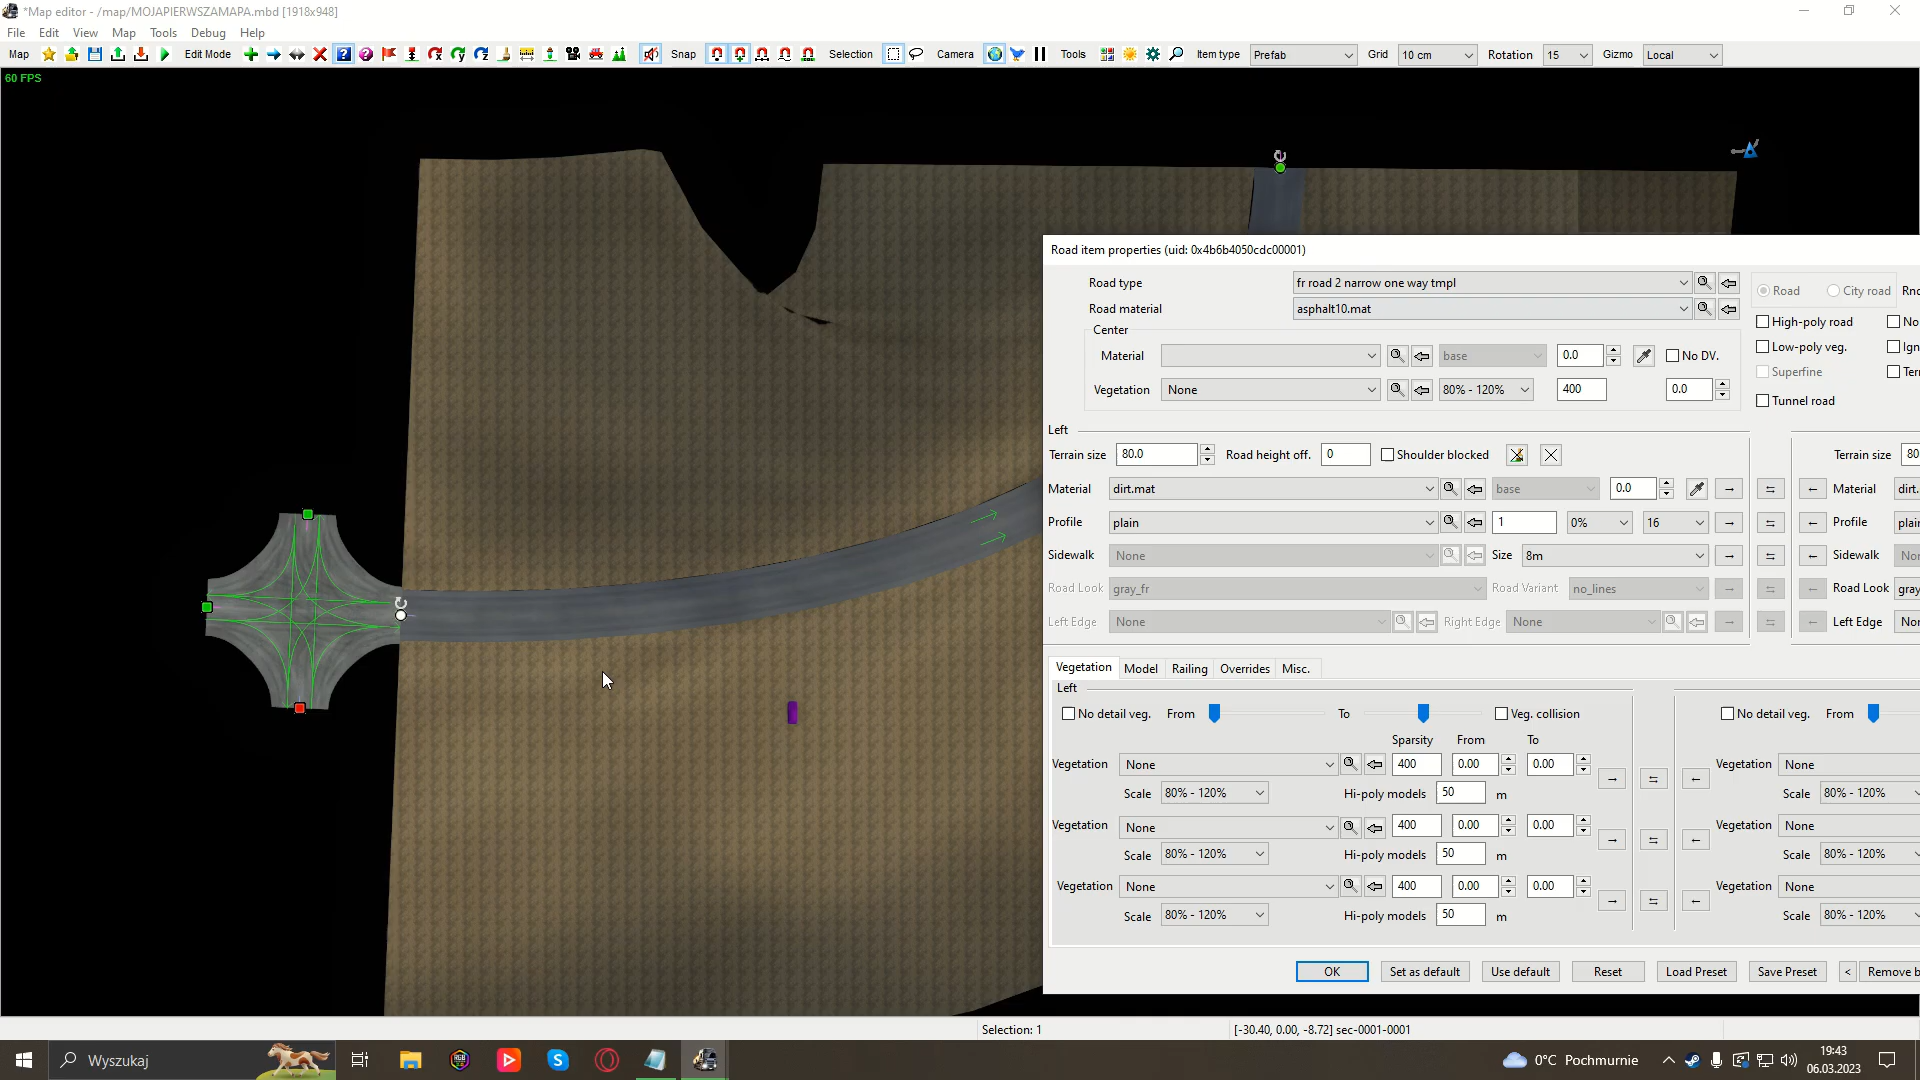 *Map editor - /map/MOJAPIERWSZAMAPA.mbd [1918x948]
File Edit View Map Tools Debug Help
Map Edit Mode Snap Selection Camera Tools Item type Prefab Grid 10 cm Rotation 15 Gizmo Local
60 FPS
Road item properties (uid: 0x4b6b4050cdc00001)
Road type fr road 2 narrow one way tmpl Road City road Rnd
Road material asphalt10.mat
Center High-poly road No
Material base 0.0 No DV. Low-poly veg. Ign
Superfine Ter
Vegetation None 80% - 120% 400 0.0 Tunnel road
Left
Terrain size 80.0 Road height off. 0 Shoulder blocked Terrain size 80
Material dirt.mat base 0.0 Material dirt.
Profile plain 1 0% 16 Profile plai
Sidewalk None Size 8m Sidewalk Nor
Road Look gray_fr Road Variant no_lines Road Look gray
Left Edge None Right Edge None Left Edge Nor
Vegetation Model Railing Overrides Misc.
Left
No detail veg. From To Veg. collision No detail veg. From
Sparsity From To
Vegetation None 400 0.00 0.00 Vegetation None
Scale 80% - 120% Hi-poly models 50 m Scale 80% - 120%
Vegetation None 400 0.00 0.00 Vegetation None
Scale 80% - 120% Hi-poly models 50 m Scale 80% - 120%
Vegetation None 400 0.00 0.00 Vegetation None
Scale 80% - 120% Hi-poly models 50 m Scale 80% - 120%
OK Set as default Use default Reset Load Preset Save Preset < Remove b
Selection: 1 [-30.40, 0.00, -8.72] sec-0001-0001
Wyszukaj 0°C Pochmurnie 19:43
06.03.2023